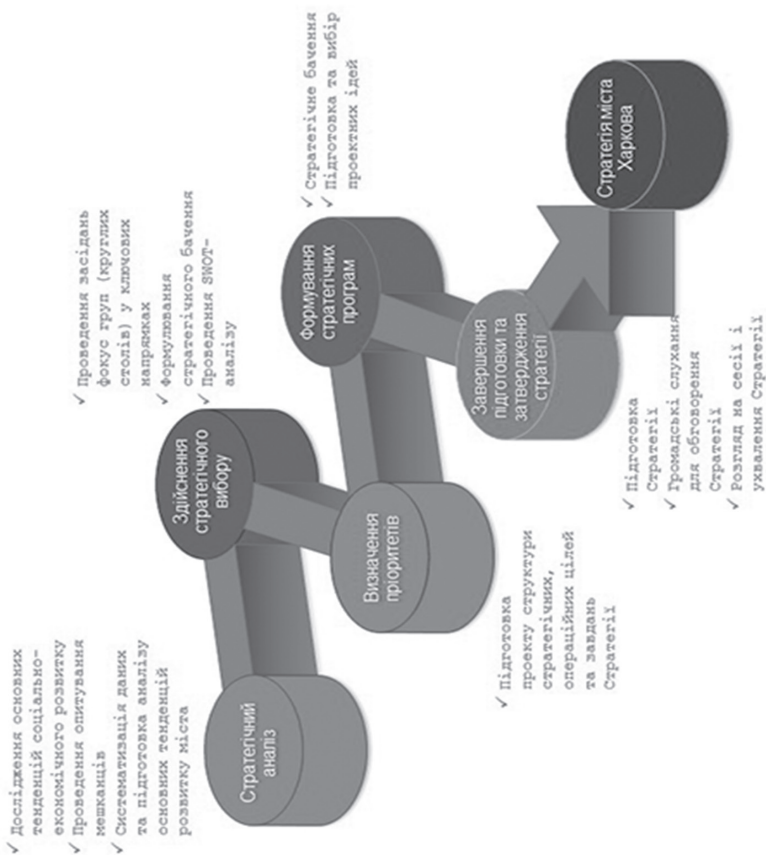 ✓ Дослідження основних
тенденцій соціально-
економічного розвитку
✓ Проведення опитування
мешканців
✓ Систематизація даних
та підготовка аналізу
основних тенденцій
розвитку міста
Стратегічний
аналіз
✓ Проведення засідань
фокус груп (круглих
столів) у ключових
напрямках
✓ Формулювання
стратегічного бачення
✓ Проведення SWOT-
аналізу
Здійснення
стратегічного
вибору
Визначення
пріоритетів
✓ Підготовка
проекту структури
стратегічних,
операційних цілей
та завдань
Стратегії
✓ Стратегічне бачення
✓ Підготовка та вибір
проектних ідей
Формування
стратегічних
програм
Завершення
підготовки та
затвердження
стратегії
✓ Підготовка
Стратегії
✓ Громадські слухання
для обговорення
Стратегії
✓ Розгляд на сесії і
ухвалення Стратегії
Стратегія міста
Харкова